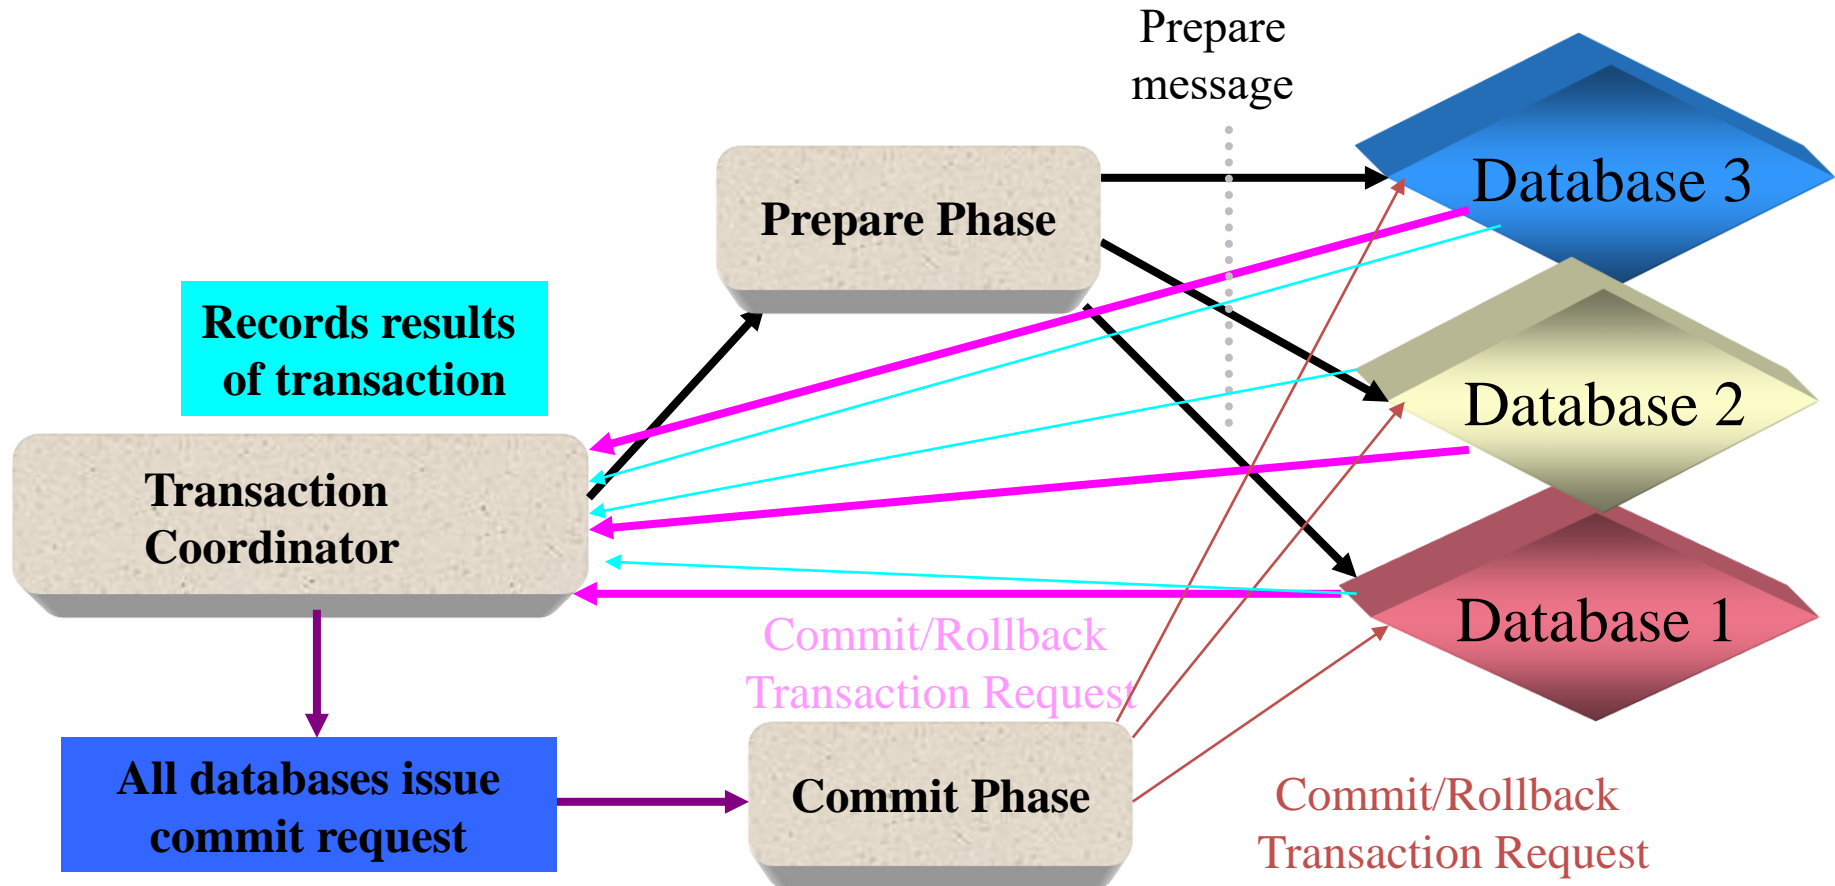 Prepare
message
Database 3
Prepare Phase
Records results
of transaction
Database 2
Transaction
Coordinator
Database 1
Commit/Rollback
Transaction Request
All databases issue
commit request
Commit Phase
Commit/Rollback
Transaction Request